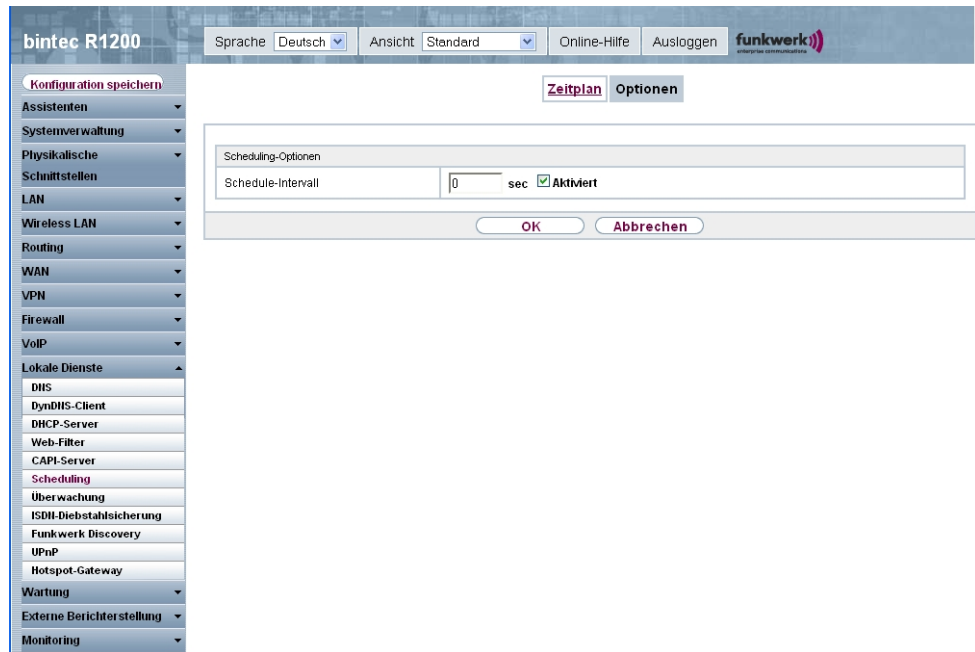 bintec R1200
Sprache Deutsch Ansicht Standard Online-Hilfe Ausloggen funkwerk
enterprise communications
Konfiguration speichern
Zeitplan Optionen
Assistenten
Systemverwaltung
Physikalische
Schnittstellen
LAN
Wireless LAN
Routing
WAN
VPN
Firewall
VoIP
Lokale Dienste
DNS
DynDNS-Client
DHCP-Server
Web-Filter
CAPI-Server
Scheduling
Überwachung
ISDN-Diebstahlsicherung
Funkwerk Discovery
UPnP
Hotspot-Gateway
Wartung
Externe Berichterstellung
Monitoring
Scheduling-Optionen
Schedule-Intervall 0 sec Aktiviert
OK Abbrechen